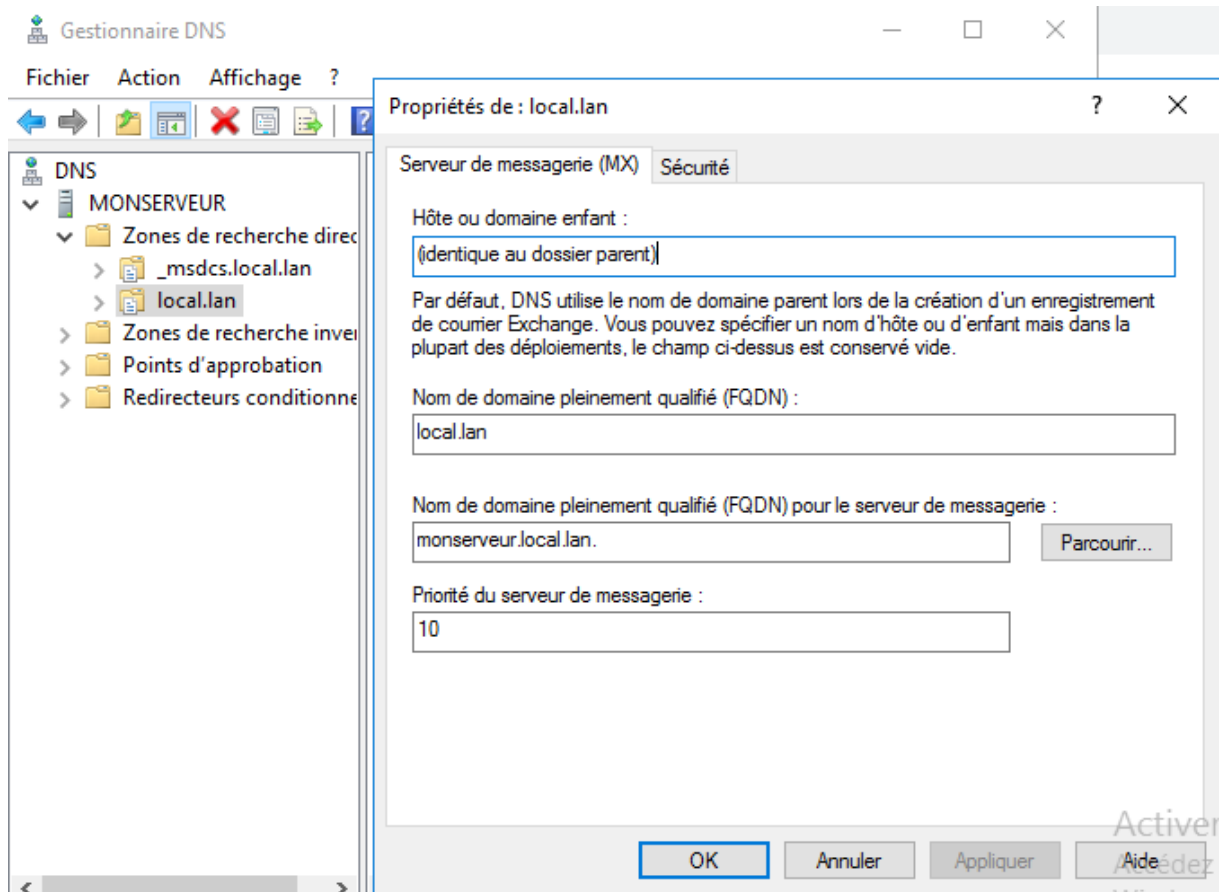 Gestionnaire DNS
Fichier Action Affichage ?
Propriétés de : local.lan
?
DNS
MONSERVEUR
Zones de recherche direc
_msdcs.local.lan
local.lan
Zones de recherche inver
Points d'approbation
Redirecteurs conditionne
Serveur de messagerie (MX)
Sécurité
Hôte ou domaine enfant :
(identique au dossier parent)
Par défaut, DNS utilise le nom de domaine parent lors de la création d'un enregistrement
de courrier Exchange. Vous pouvez spécifier un nom d'hôte ou d'enfant mais dans la
plupart des déploiements, le champ ci-dessus est conservé vide.
Nom de domaine pleinement qualifié (FQDN) :
local.lan
Nom de domaine pleinement qualifié (FQDN) pour le serveur de messagerie :
monserveur.local.lan.
Parcourir...
Priorité du serveur de messagerie :
10
Activer
OK
Annuler
Appliquer
Aide